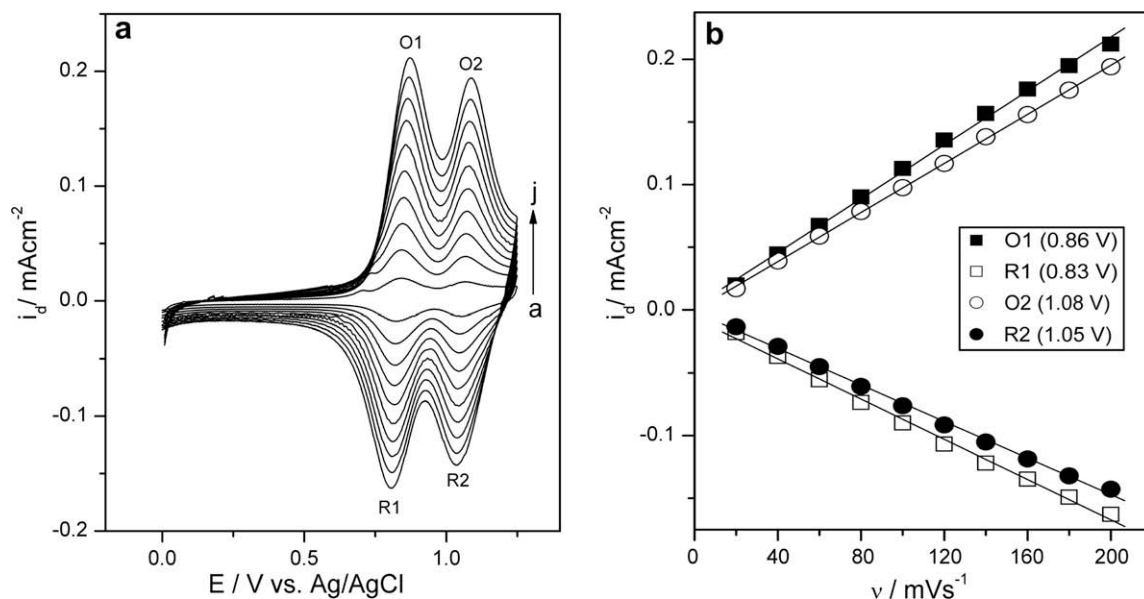 a
O1
O2
0.2
0.1
0.0
-0.1
-0.2
i_d / mAcm⁻²
j
a
R1
R2
0.0
0.5
1.0
E / V vs. Ag/AgCl
b
0.2
0.1
0.0
-0.1
i_d / mAcm⁻²
O1 (0.86 V)
R1 (0.83 V)
O2 (1.08 V)
R2 (1.05 V)
0
40
80
120
160
200
ν / mVs⁻¹